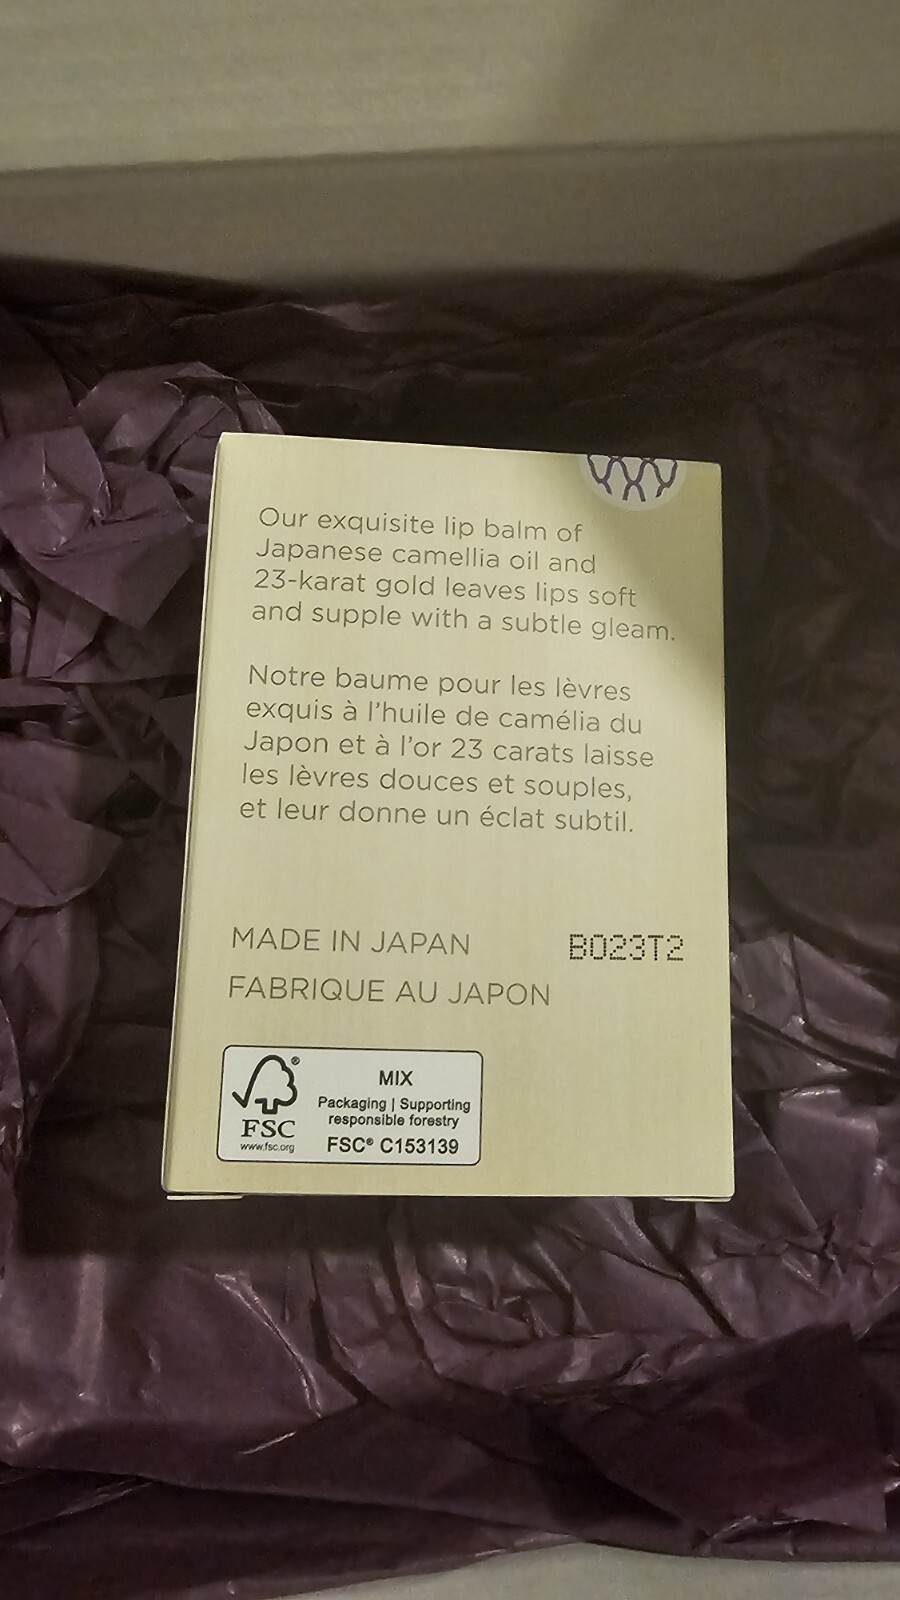 Our exquisite lip balm of
Japanese camellia oil and
23-karat gold leaves lips soft
and supple with a subtle gleam.
Notre baume pour les lèvres
exquis à l'huile de camélia du
Japon et à l'or 23 carats laisse
les lèvres douces et souples,
et leur donne un éclat subtil.
MADE IN JAPAN
B023T2
FABRIQUE AU JAPON
FSC
www.fsc.org
MIX
Packaging | Supporting
responsible forestry
FSC® C153139